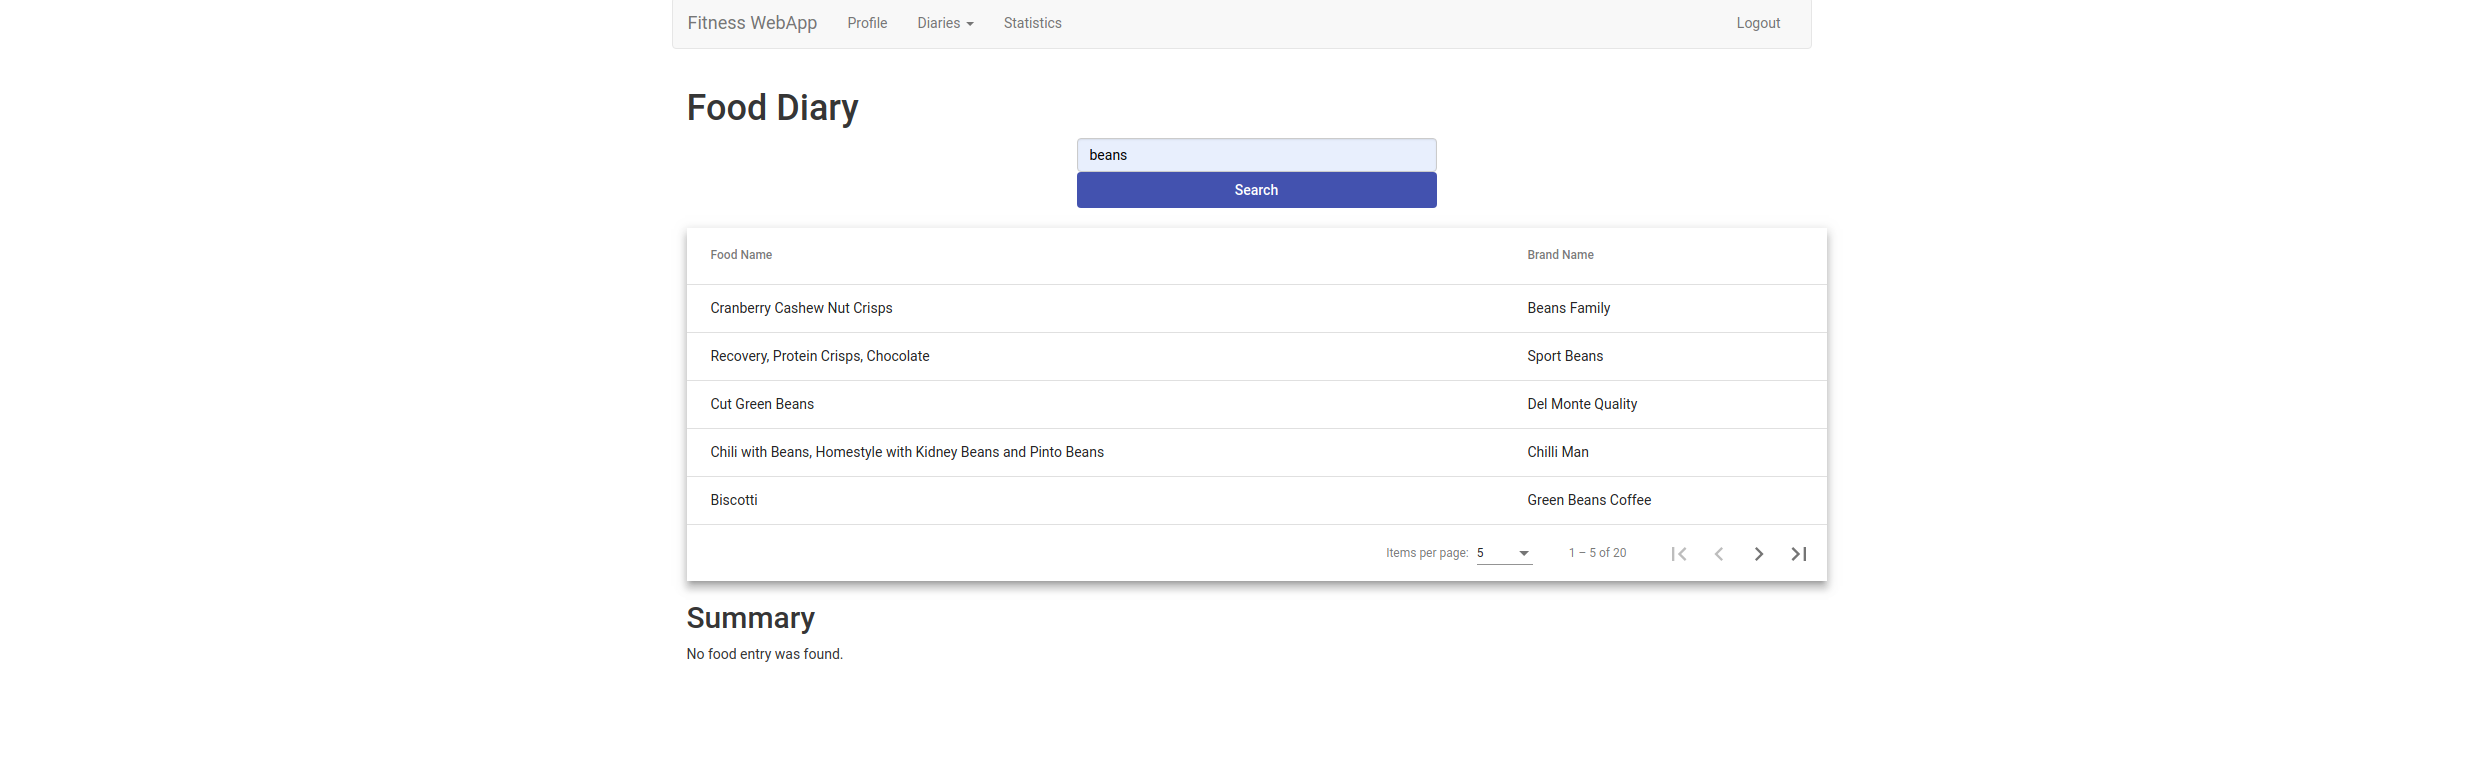 Fitness WebApp Profile Diaries Statistics Logout
Food Diary
beans
Search
Food Name Brand Name
Cranberry Cashew Nut Crisps Beans Family
Recovery, Protein Crisps, Chocolate Sport Beans
Cut Green Beans Del Monte Quality
Chili with Beans, Homestyle with Kidney Beans and Pinto Beans Chilli Man
Biscotti Green Beans Coffee
Items per page: 5 1 – 5 of 20
Summary
No food entry was found.